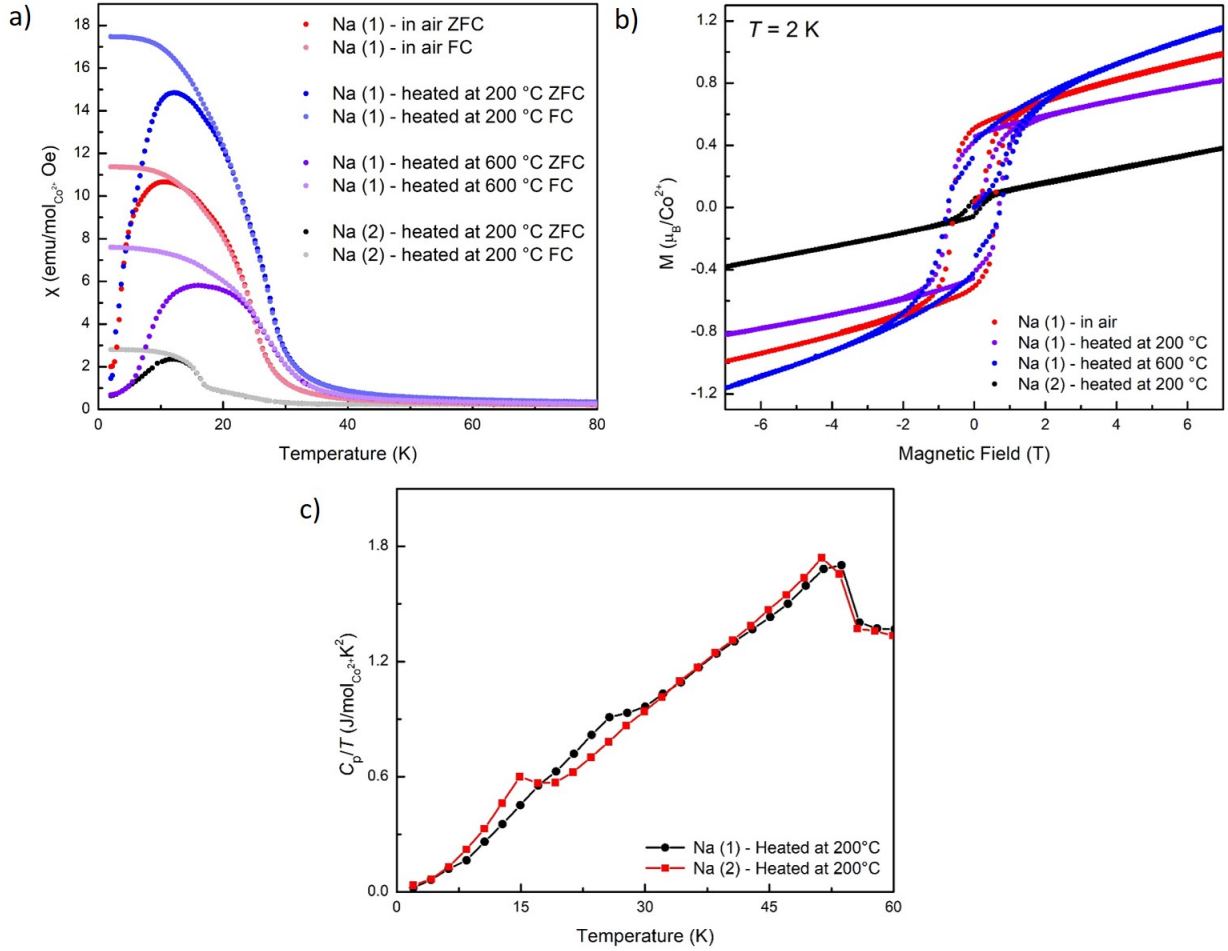 a)
18
16
14
12
10
8
6
4
2
0
χ (emu/mol Co²⁺ Oe)
0 20 40 60 80
Temperature (K)
Na (1) - in air ZFC
Na (1) - in air FC
Na (1) - heated at 200 °C ZFC
Na (1) - heated at 200 °C FC
Na (1) - heated at 600 °C ZFC
Na (1) - heated at 600 °C FC
Na (2) - heated at 200 °C ZFC
Na (2) - heated at 200 °C FC
b)
T = 2 K
1.2
0.8
0.4
0.0
-0.4
-0.8
-1.2
M (μB/Co²⁺)
-6 -4 -2 0 2 4 6
Magnetic Field (T)
Na (1) - in air
Na (1) - heated at 200 °C
Na (1) - heated at 600 °C
Na (2) - heated at 200 °C
c)
1.8
1.2
0.6
0.0
Cp/T (J/mol Co²⁺K²)
0 15 30 45 60
Temperature (K)
Na (1) - Heated at 200°C
Na (2) - Heated at 200°C